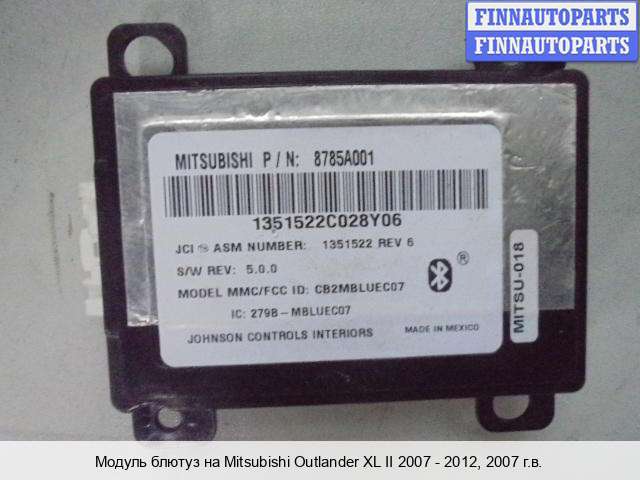 FINNAUTOPARTS
FINNAUTOPARTS
MITSUBISHI P / N: 8785A001
1351522C028Y06
JCI ASM NUMBER: 1351522 REV 6
S/W REV: 5.0.0
MODEL MMC/FCC ID: CB2MBLUEC07
IC: 279B-MBLUEC07
JOHNSON CONTROLS INTERIORS
MADE IN MEXICO
®
MITSU-018
Модуль блютуз на Mitsubishi Outlander XL II 2007 - 2012, 2007 г.в.